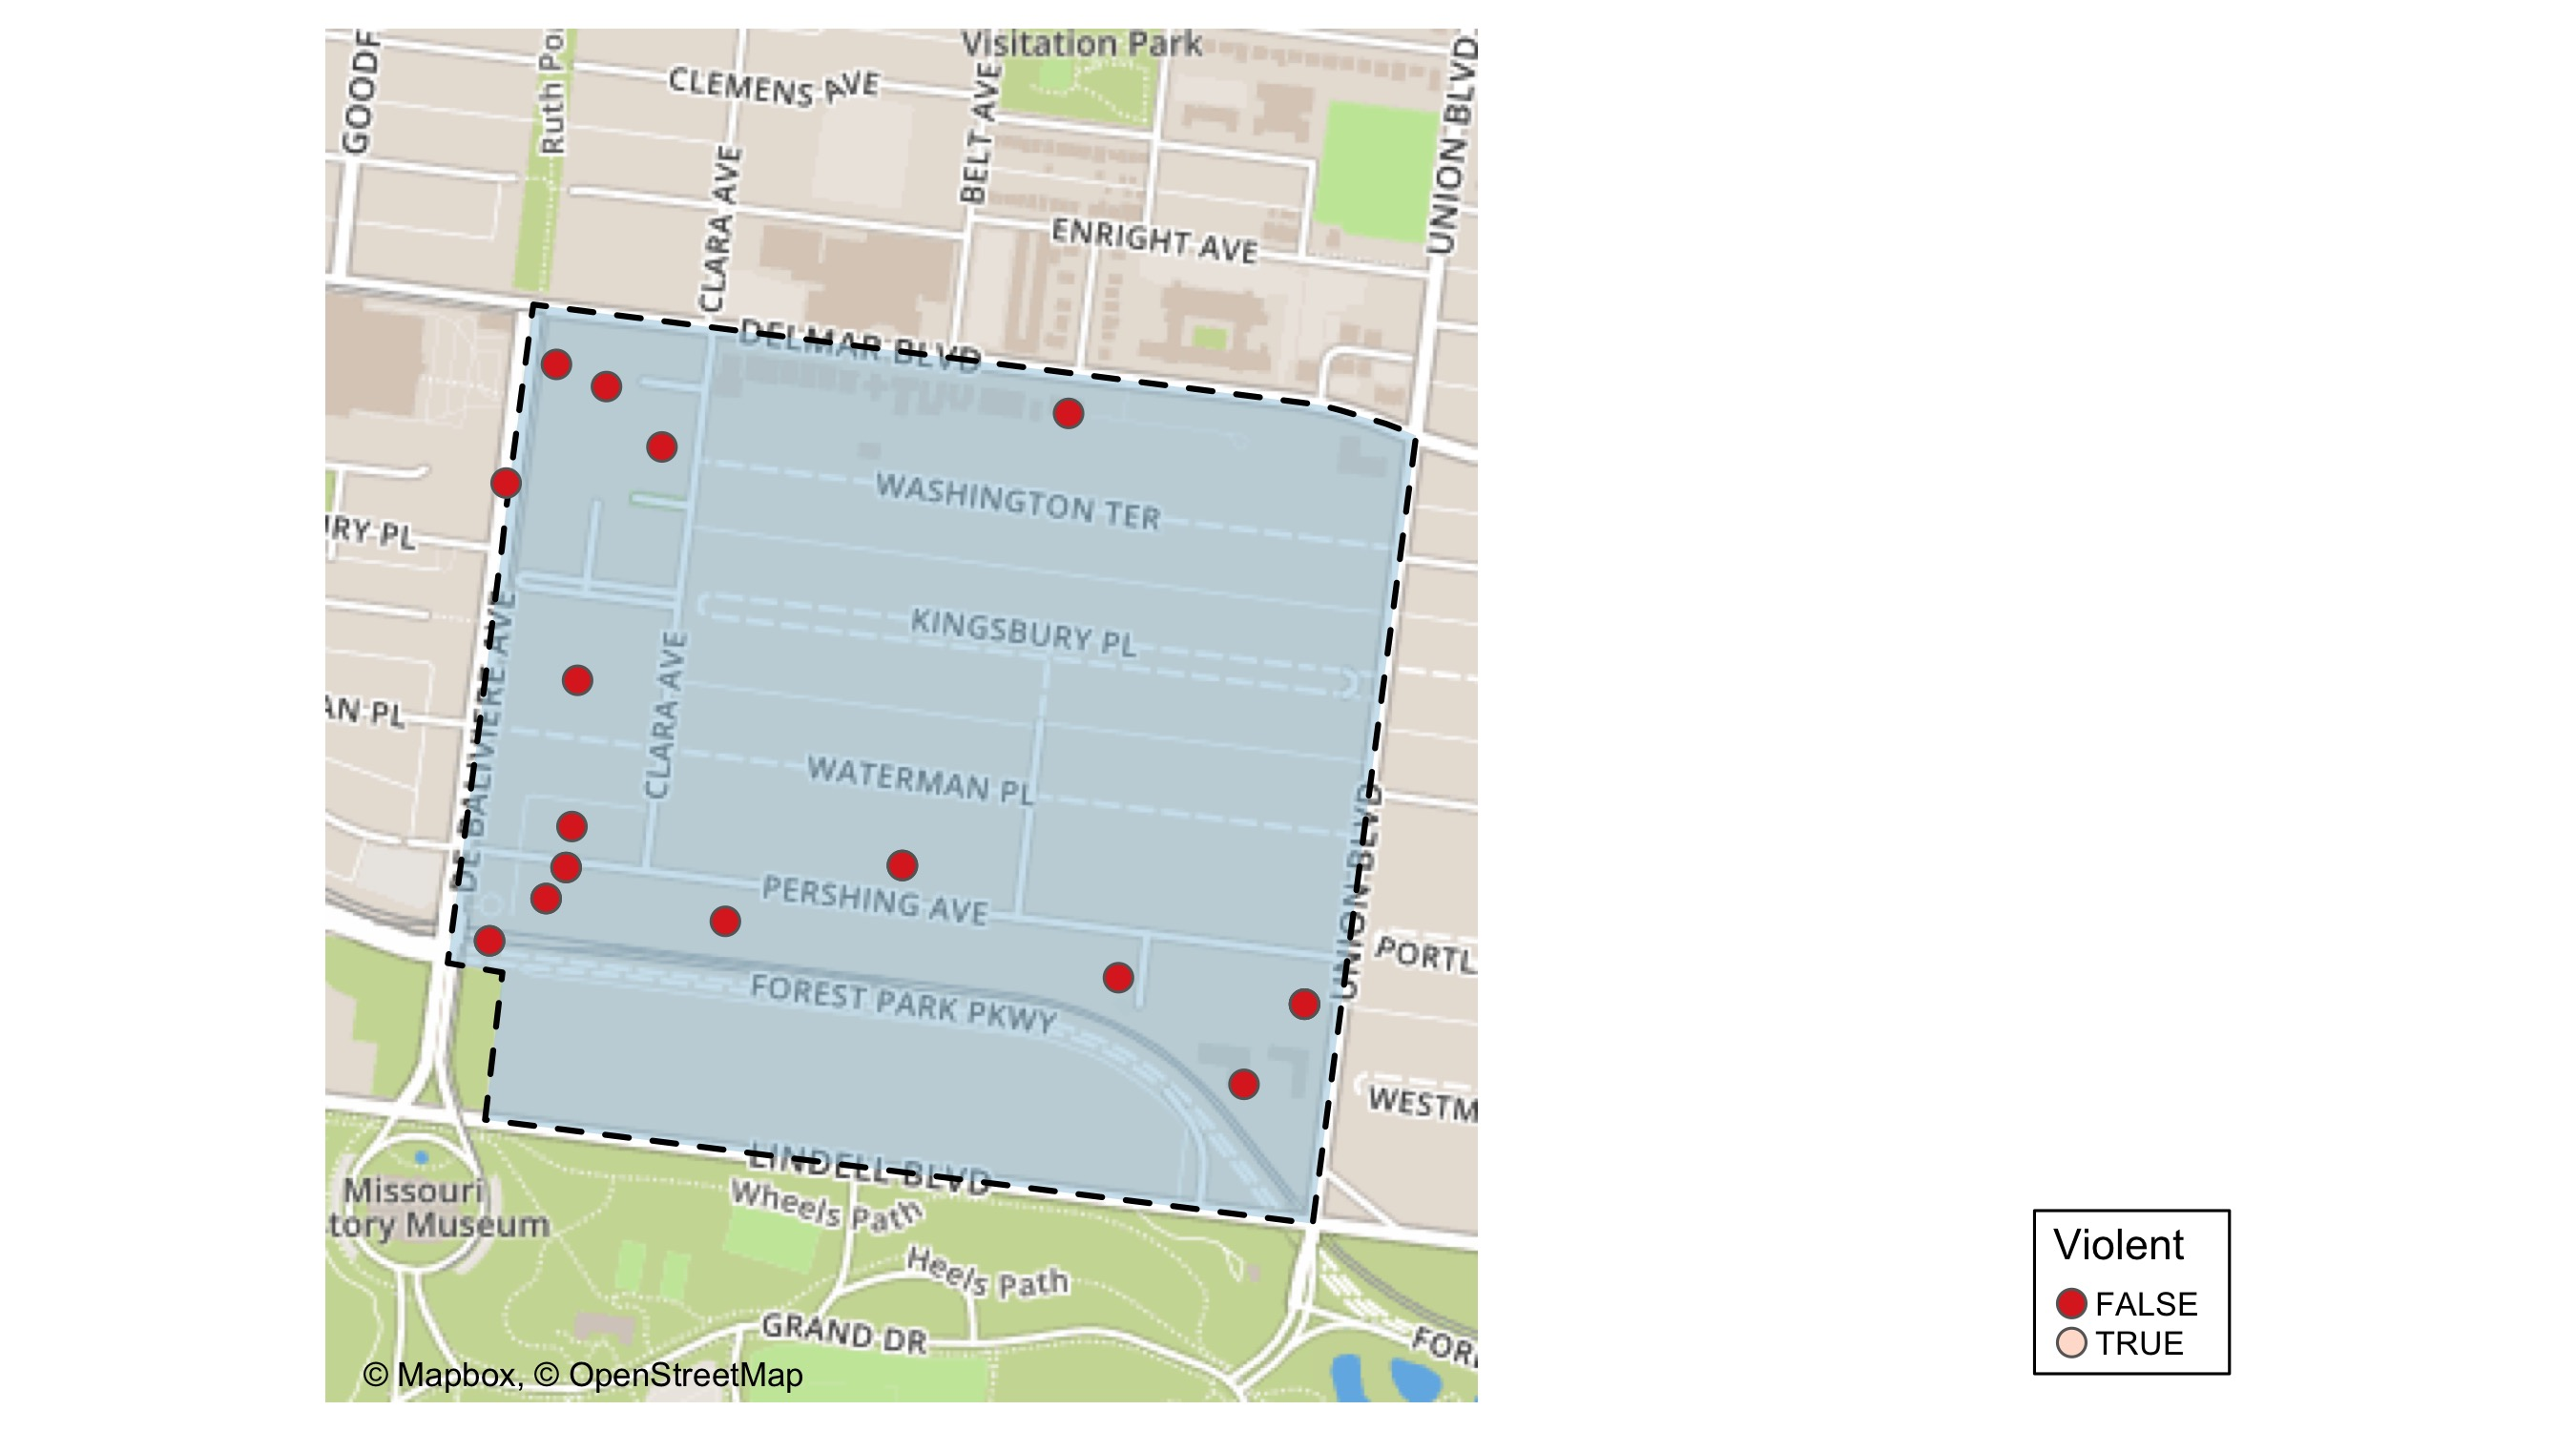 Visitation Park
GOODF
Ruth Po
CLEMENS AVE
BELT AVE
UNION BLVD
CLARA AVE
ENRIGHT AVE
DELMAR BLVD
WASHINGTON TER
IRY PL
KINGSBURY PL
DE BALIVIERE AVE
CLARA AVE
AN PL
WATERMAN PL
UNION BLVD
PERSHING AVE
PORTL
FOREST PARK PKWY
WESTM
LINDELL BLVD
Missouri
tory Museum
Wheels Path
Heels Path
GRAND DR
FOR
© Mapbox, © OpenStreetMap
Violent
FALSE
TRUE